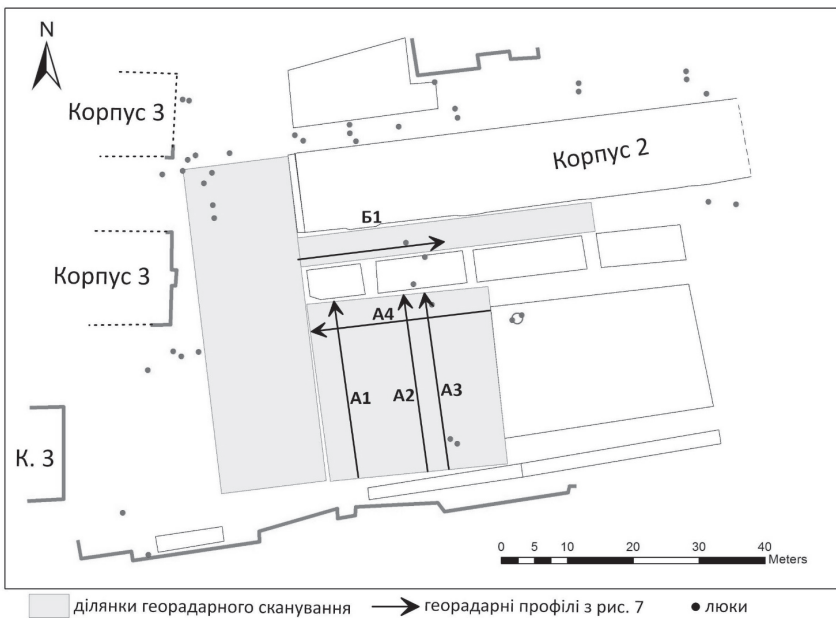 N
Корпус 3
Корпус 2
Б1
Корпус 3
А4
А1
А2
А3
К. 3
0 5 10 20 30 40
Meters
ділянки георадарного сканування
георадарні профілі з рис. 7
люки